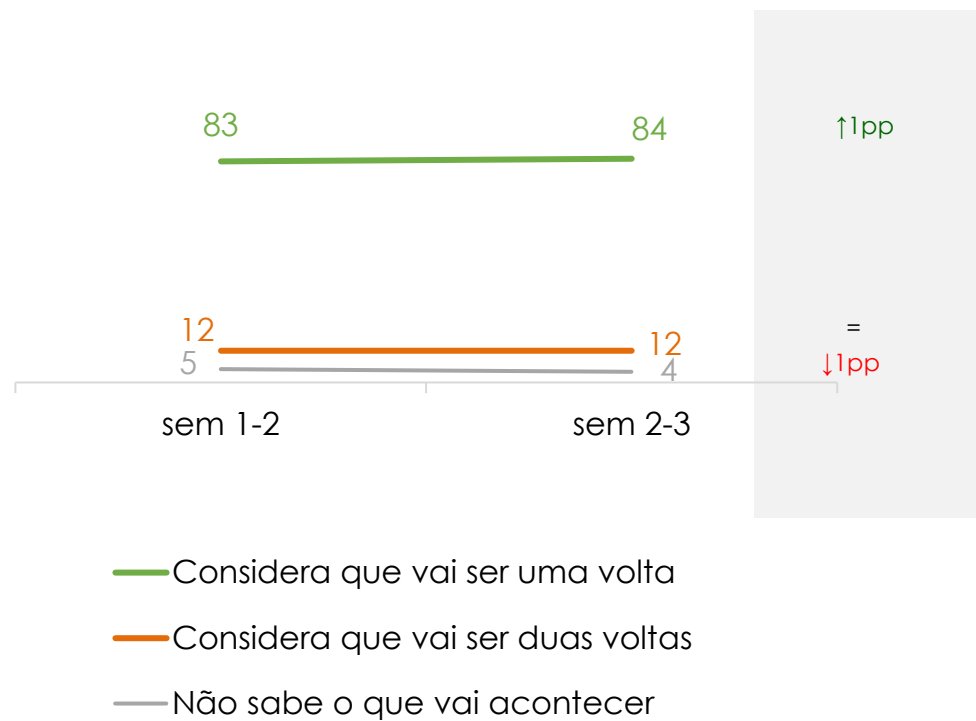 83
84
↑1pp
12
12
=
5
4
↓1pp
sem 1-2
sem 2-3
Considera que vai ser uma volta
Considera que vai ser duas voltas
Não sabe o que vai acontecer